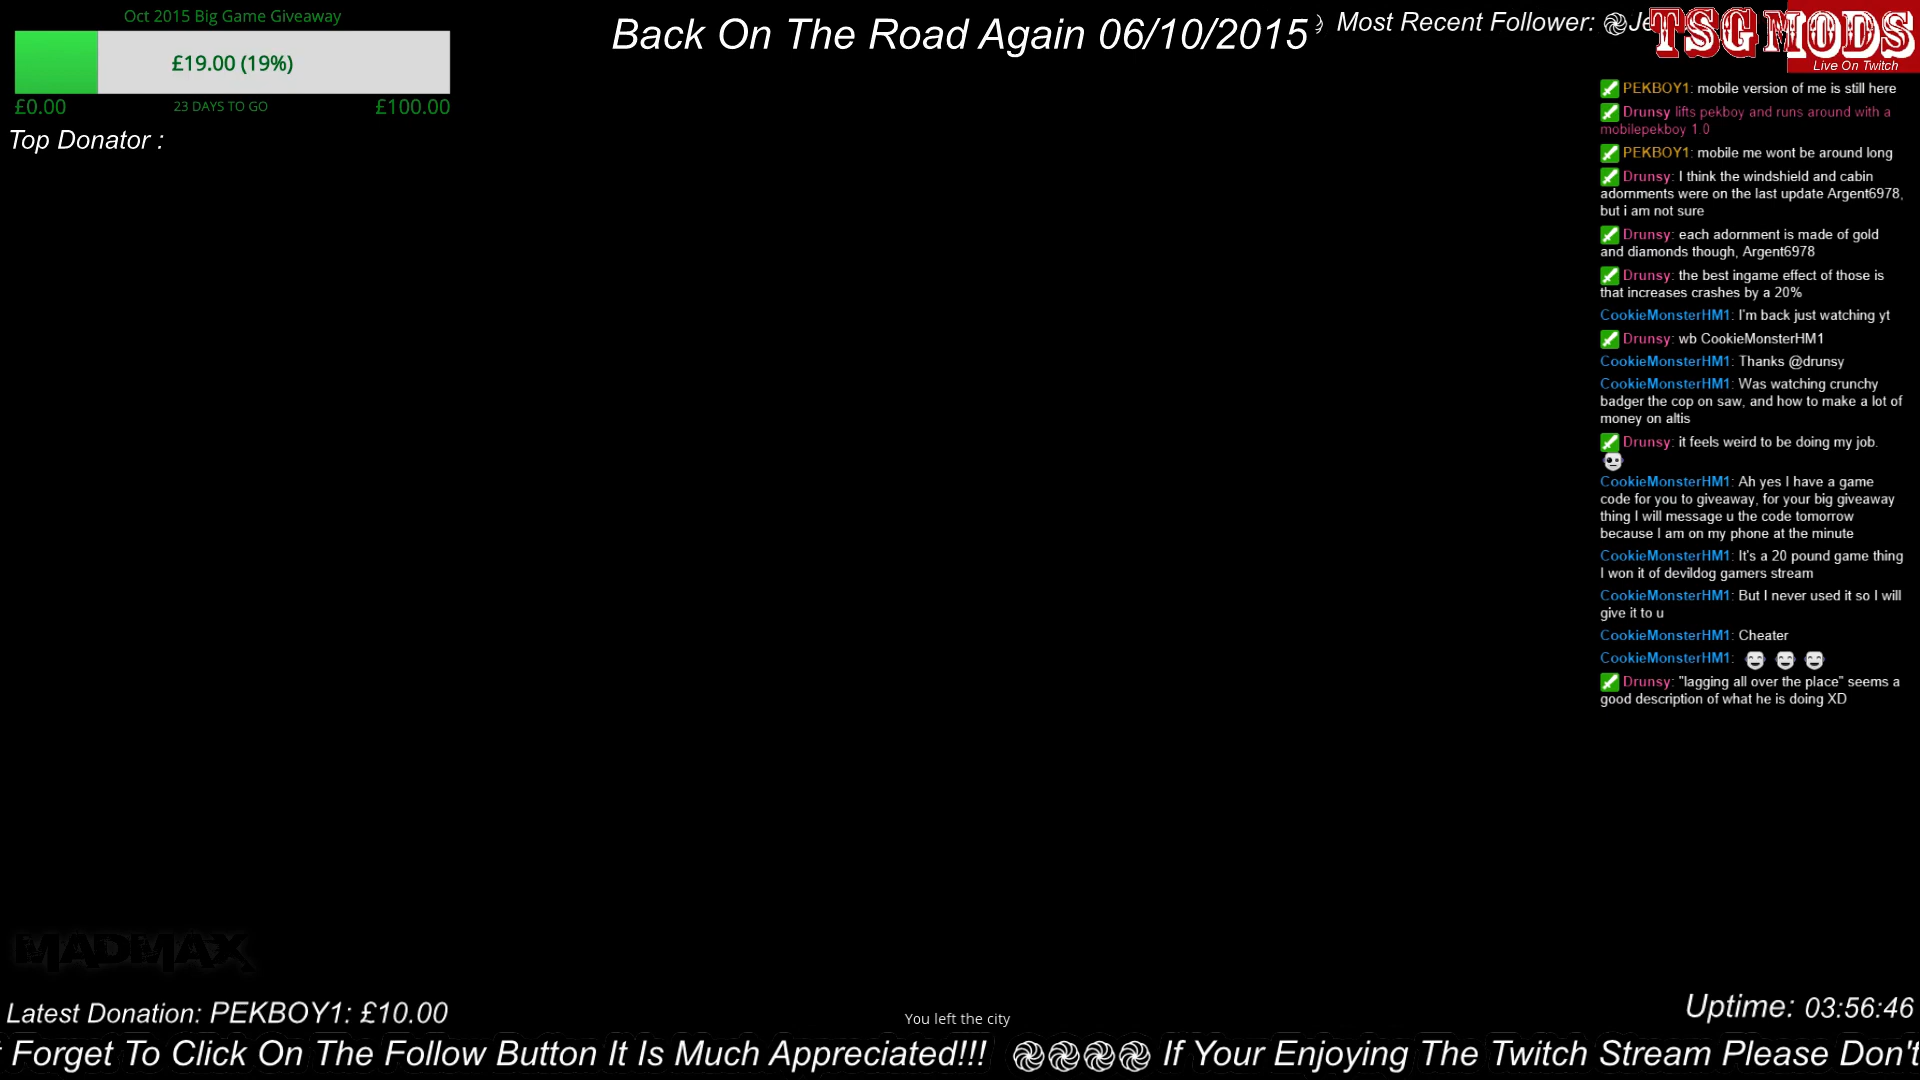 Oct 2015 Big Game Giveaway
£19.00 (19%)
£0.00
23 DAYS TO GO
£100.00
Top Donator :
Back On The Road Again 06/10/2015
Most Recent Follower:
TSG MODS
Live On Twitch
PEKBOY1: mobile version of me is still here
Drunsy lifts pekboy and runs around with a
mobilepekboy 1.0
PEKBOY1: mobile me wont be around long
Drunsy: I think the windshield and cabin
adornments were on the last update Argent6978,
but i am not sure
Drunsy: each adornment is made of gold
and diamonds though, Argent6978
Drunsy: the best ingame effect of those is
that increases crashes by a 20%
CookieMonsterHM1: I'm back just watching yt
Drunsy: wb CookieMonsterHM1
CookieMonsterHM1: Thanks @drunsy
CookieMonsterHM1: Was watching crunchy
badger the cop on saw, and how to make a lot of
money on altis
Drunsy: it feels weird to be doing my job.
CookieMonsterHM1: Ah yes I have a game
code for you to giveaway, for your big giveaway
thing I will message u the code tomorrow
because I am on my phone at the minute
CookieMonsterHM1: It's a 20 pound game thing
I won it of devildog gamers stream
CookieMonsterHM1: But I never used it so I will
give it to u
CookieMonsterHM1: Cheater
CookieMonsterHM1:
Drunsy: "lagging all over the place" seems a
good description of what he is doing XD
MADMAX
Latest Donation: PEKBOY1: £10.00
You left the city
Uptime: 03:56:46
Forget To Click On The Follow Button It Is Much Appreciated!!! If Your Enjoying The Twitch Stream Please Don't